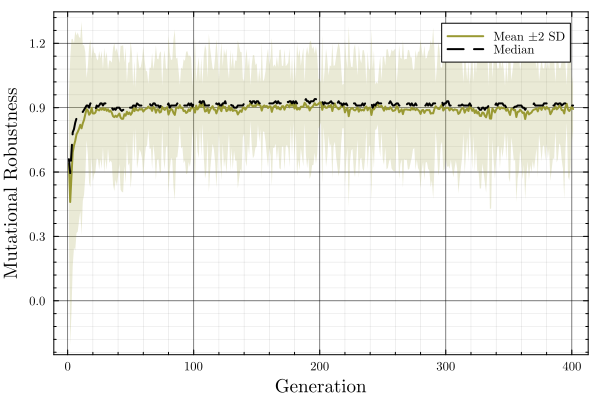 Mean ±2 SD
Median
1.2
0.9
0.6
0.3
0.0
Mutational Robustness
0 100 200 300 400
Generation